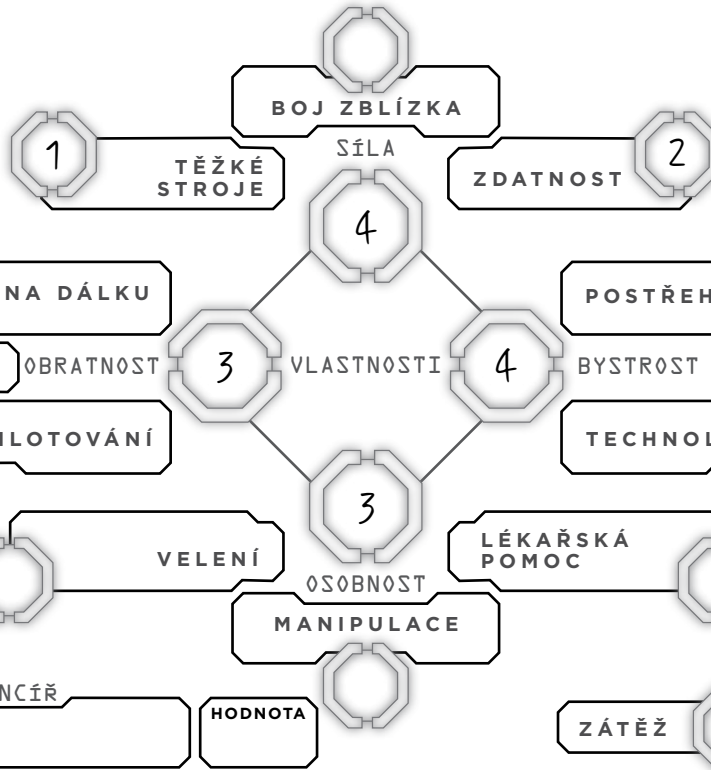 BOJ ZBLÍZKA
SÍLA
1
TĚŽKÉ
STROJE
ZDATNOST
2
4
NA DÁLKU
POSTŘEH
OBRATNOST
3
VLASTNOSTI
4
BYSTROST
ILOTOVÁNÍ
TECHNOL
3
VELENÍ
LÉKAŘSKÁ
POMOC
OSOBNOST
MANIPULACE
NCÍŘ
HODNOTA
ZÁTĚŽ